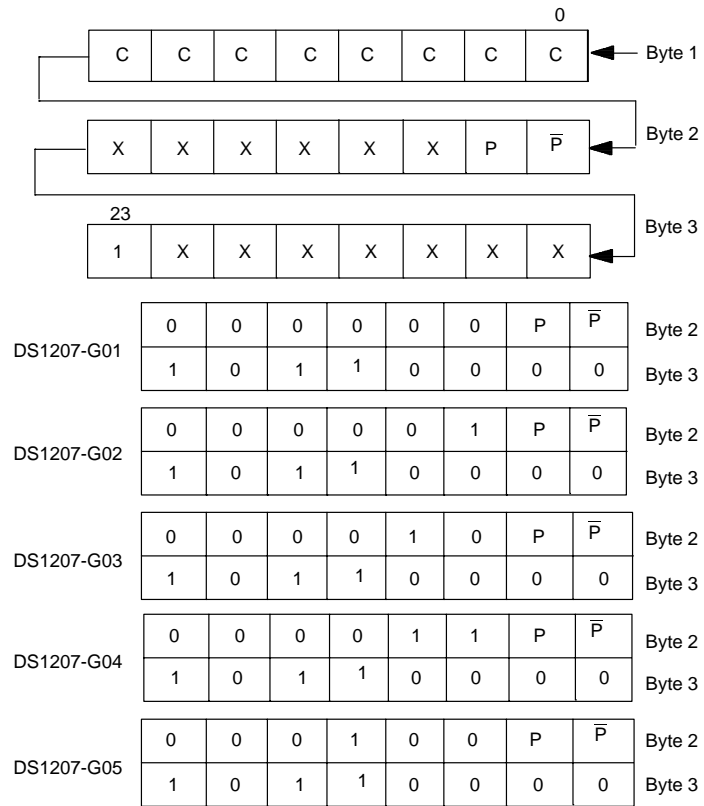 0
C C C C C C C C Byte 1
X X X X X X P P̅ Byte 2
23
1 X X X X X X X Byte 3
DS1207-G01
0 0 0 0 0 0 P P̅ Byte 2
1 0 1 1 0 0 0 0 Byte 3
DS1207-G02
0 0 0 0 0 1 P P̅ Byte 2
1 0 1 1 0 0 0 0 Byte 3
DS1207-G03
0 0 0 0 1 0 P P̅ Byte 2
1 0 1 1 0 0 0 0 Byte 3
DS1207-G04
0 0 0 0 1 1 P P̅ Byte 2
1 0 1 1 0 0 0 0 Byte 3
DS1207-G05
0 0 0 1 0 0 P P̅ Byte 2
1 0 1 1 0 0 0 0 Byte 3